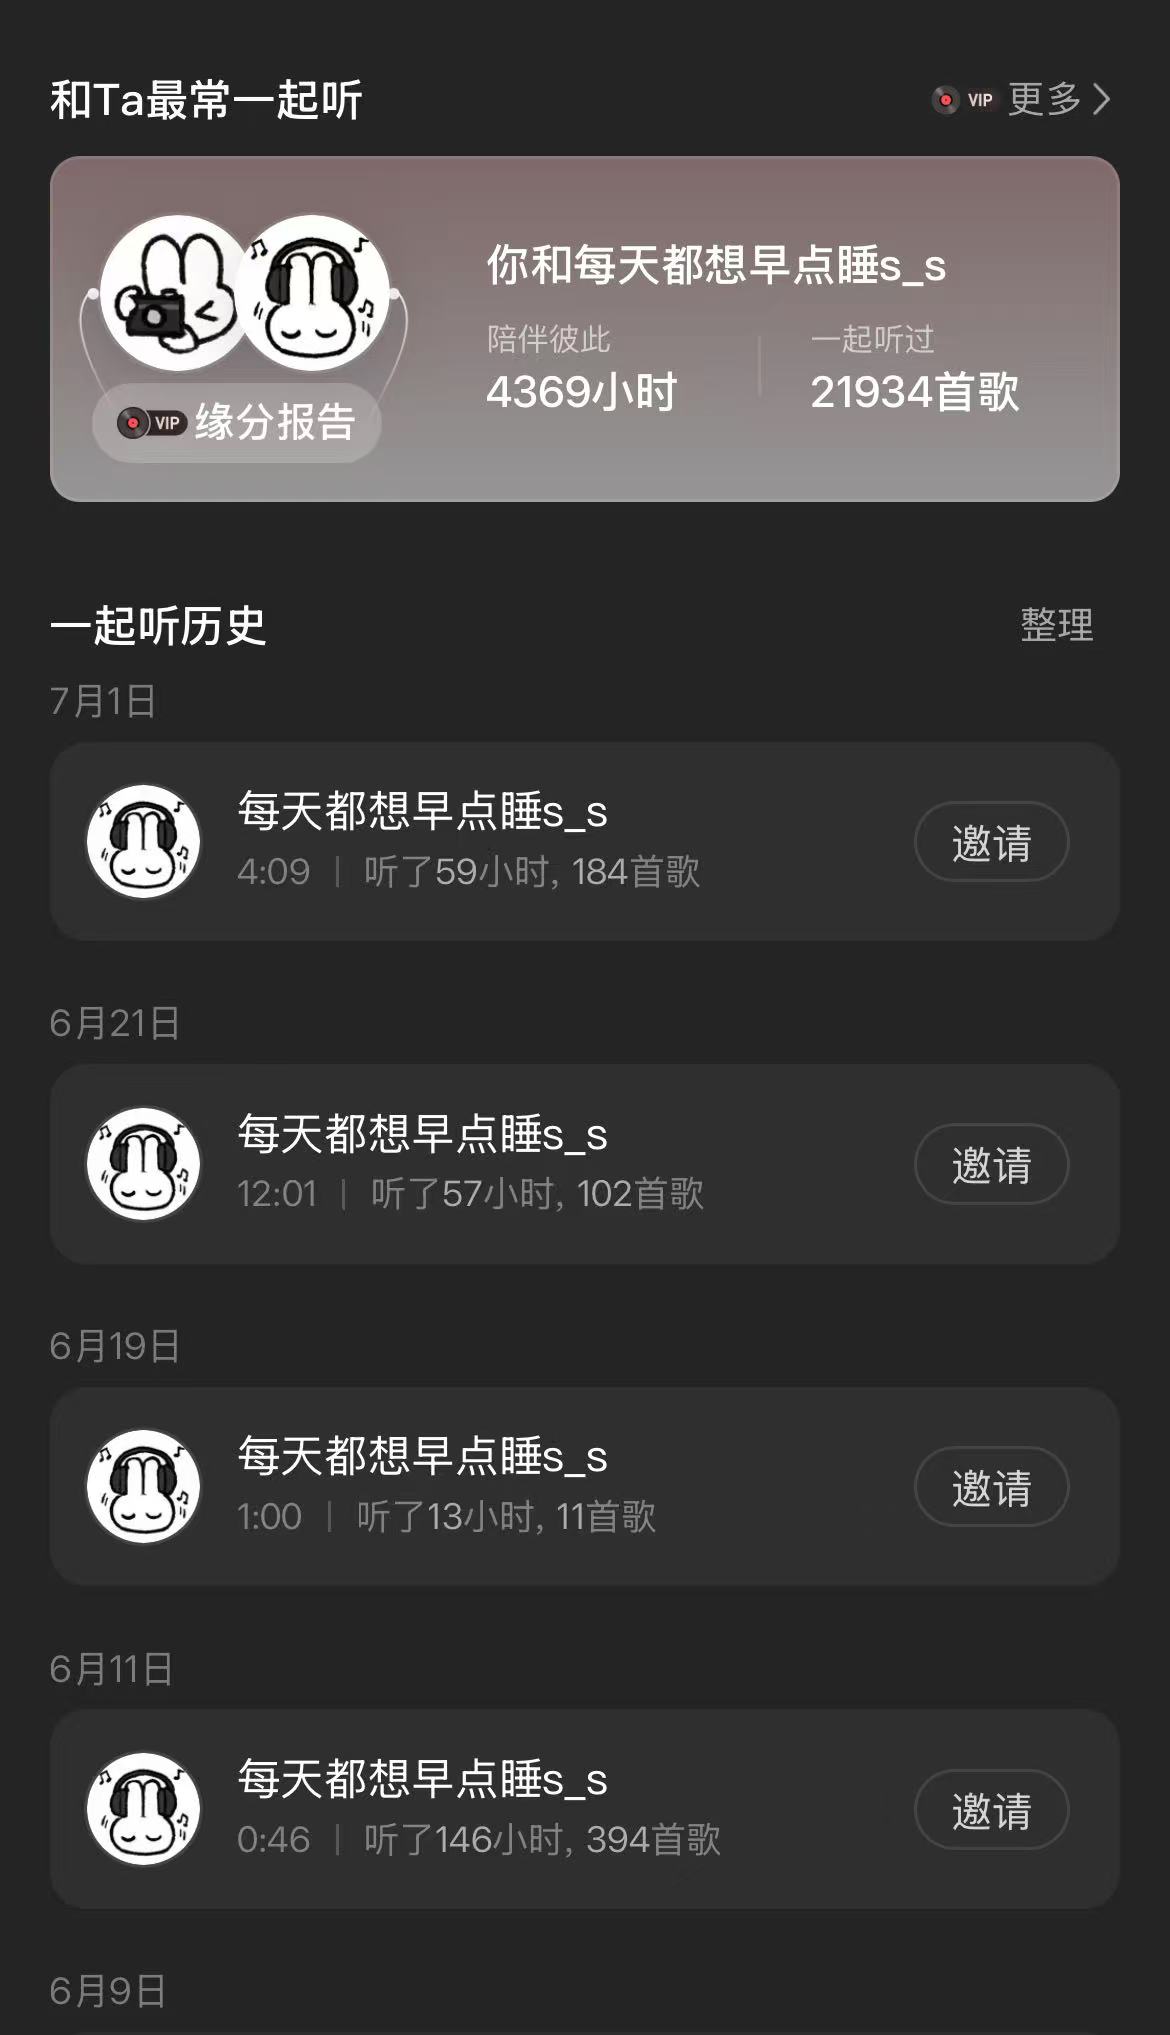 和Ta最常一起听
VIP 更多
你和每天都想早点睡s_s
陪伴彼此
一起听过
4369小时
21934首歌
VIP 缘分报告
一起听历史
整理
7月1日
每天都想早点睡s_s
4:09 | 听了59小时, 184首歌
邀请
6月21日
每天都想早点睡s_s
12:01 | 听了57小时, 102首歌
邀请
6月19日
每天都想早点睡s_s
1:00 | 听了13小时, 11首歌
邀请
6月11日
每天都想早点睡s_s
0:46 | 听了146小时, 394首歌
邀请
6月9日